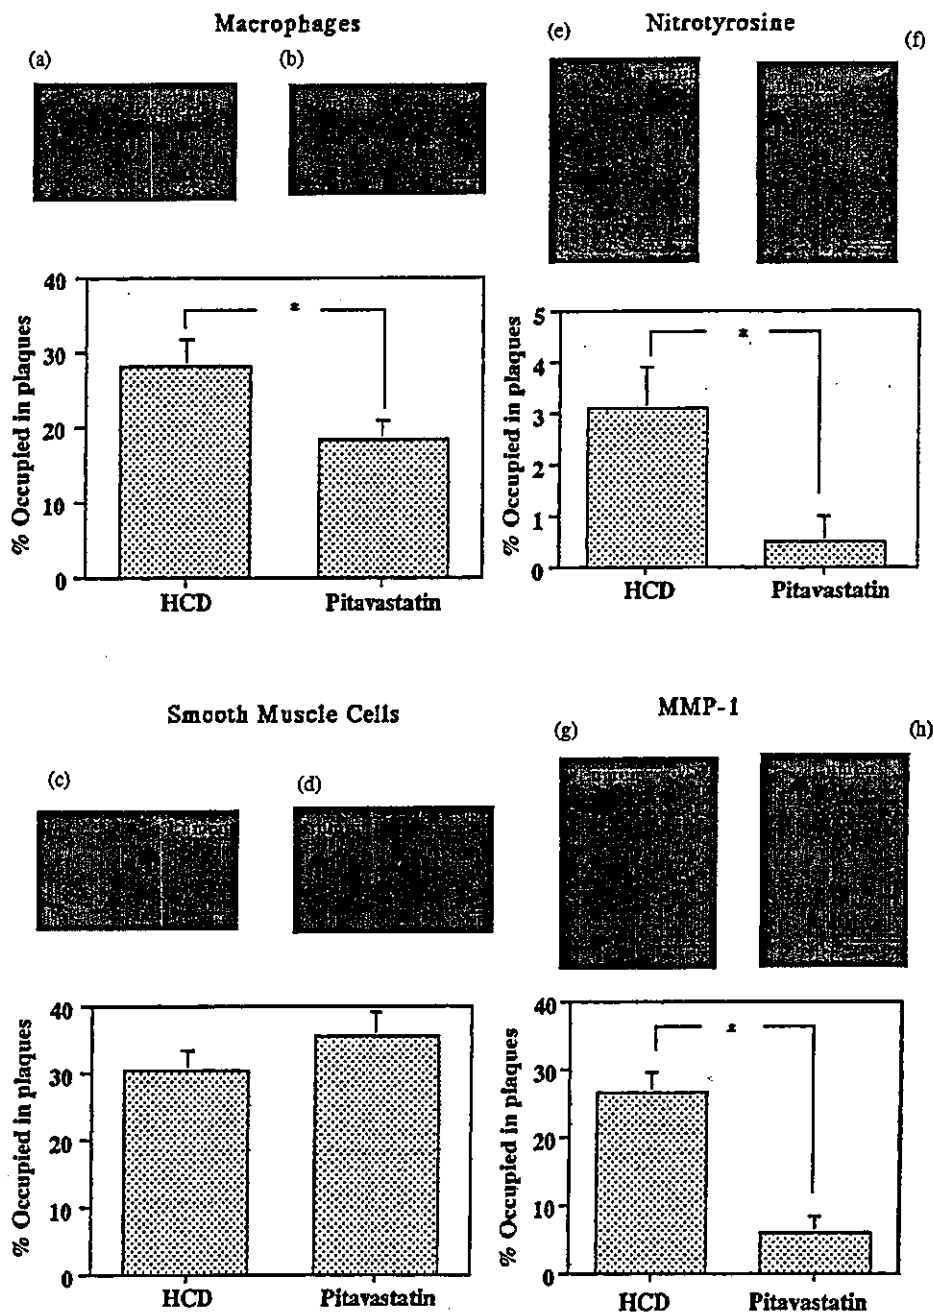 Macrophages
(a)
(b)
40
30
20
10
0
% Occupied in plaques
*
HCD
Pitavastatin
Nitrotyrosine
(e)
(f)
5
4
3
2
1
0
% Occupied in plaques
*
HCD
Pitavastatin
Smooth Muscle Cells
(c)
(d)
40
30
20
10
0
% Occupied in plaques
HCD
Pitavastatin
MMP-1
(g)
(h)
40
30
20
10
0
% Occupied in plaques
*
HCD
Pitavastatin